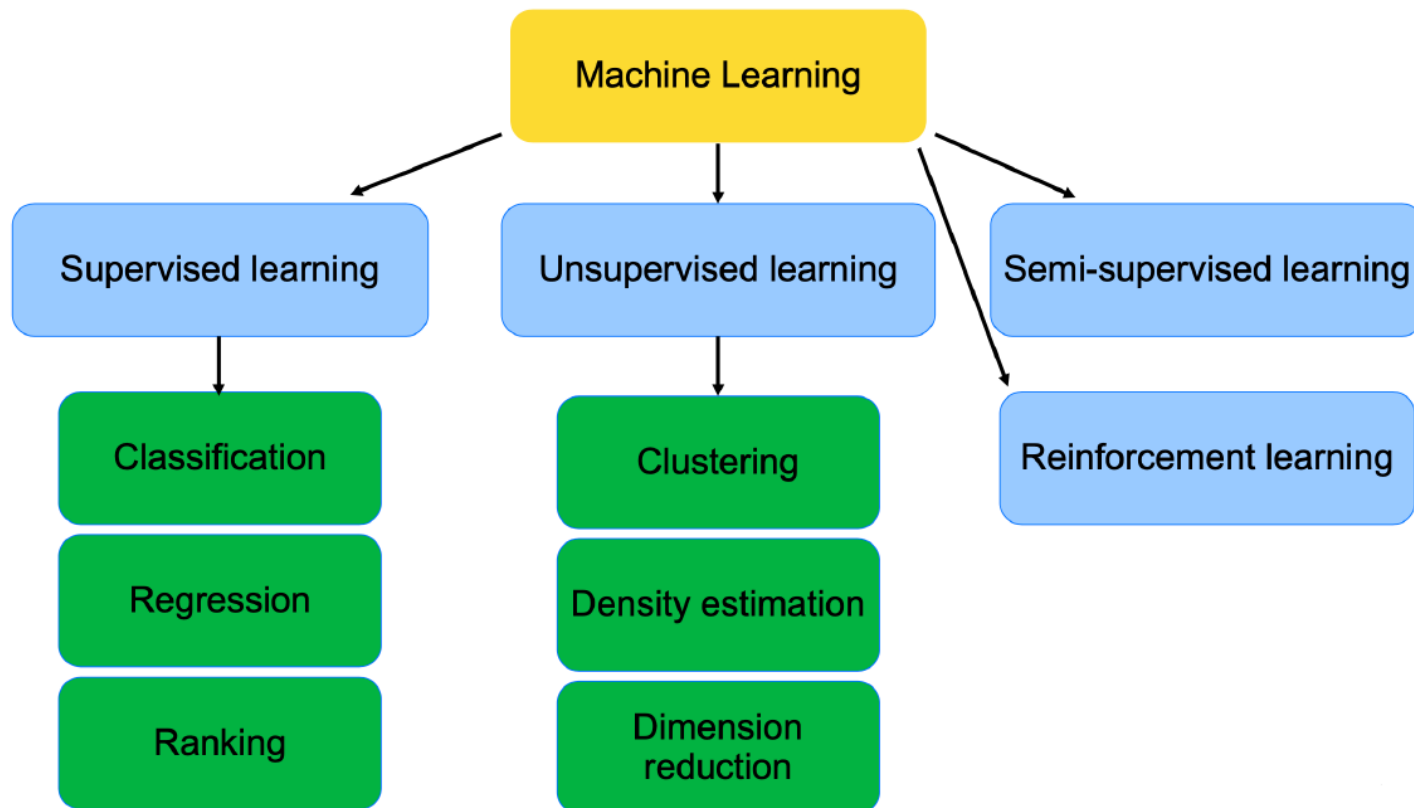 Machine Learning
Supervised learning
Unsupervised learning
Semi-supervised learning
Classification
Clustering
Reinforcement learning
Regression
Density estimation
Ranking
Dimension
reduction